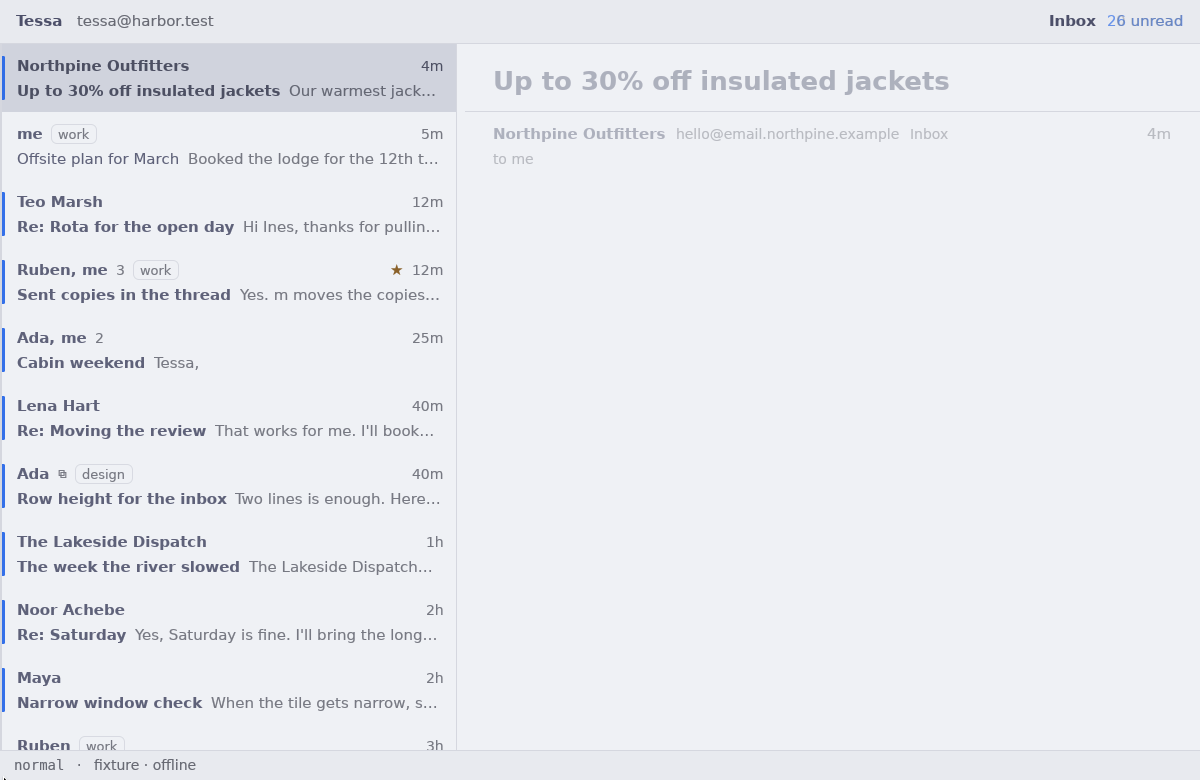 Tessa tessa@harbor.test Inbox 26 unread
Northpine Outfitters 4m
Up to 30% off insulated jackets Our warmest jack…
me work 5m
Offsite plan for March Booked the lodge for the 12th t…
Teo Marsh 12m
Re: Rota for the open day Hi Ines, thanks for pullin…
Ruben, me 3 work ★ 12m
Sent copies in the thread Yes. m moves the copies…
Ada, me 2 25m
Cabin weekend Tessa,
Lena Hart 40m
Re: Moving the review That works for me. I'll book…
Ada ⧉ design 40m
Row height for the inbox Two lines is enough. Here…
The Lakeside Dispatch 1h
The week the river slowed The Lakeside Dispatch…
Noor Achebe 2h
Re: Saturday Yes, Saturday is fine. I'll bring the long…
Maya 2h
Narrow window check When the tile gets narrow, s…
Ruben work 3h
Up to 30% off insulated jackets
Northpine Outfitters hello@email.northpine.example Inbox 4m
to me
normal · fixture · offline